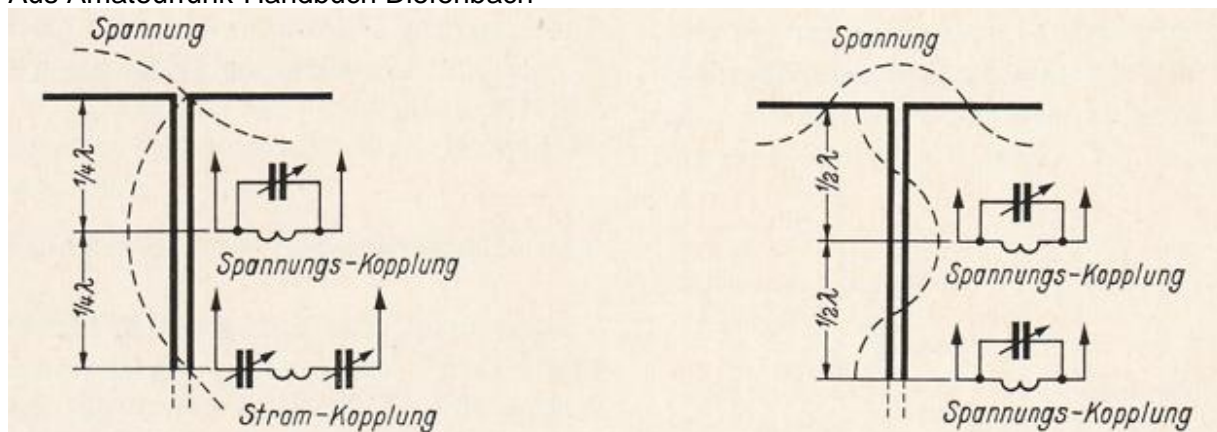 Aus Amateurfunk-Handbuch Diefenbach
Spannung
1/4 λ
Spannungs-Kopplung
1/4 λ
Strom-Kopplung
Spannung
1/2 λ
Spannungs-Kopplung
1/2 λ
Spannungs-Kopplung